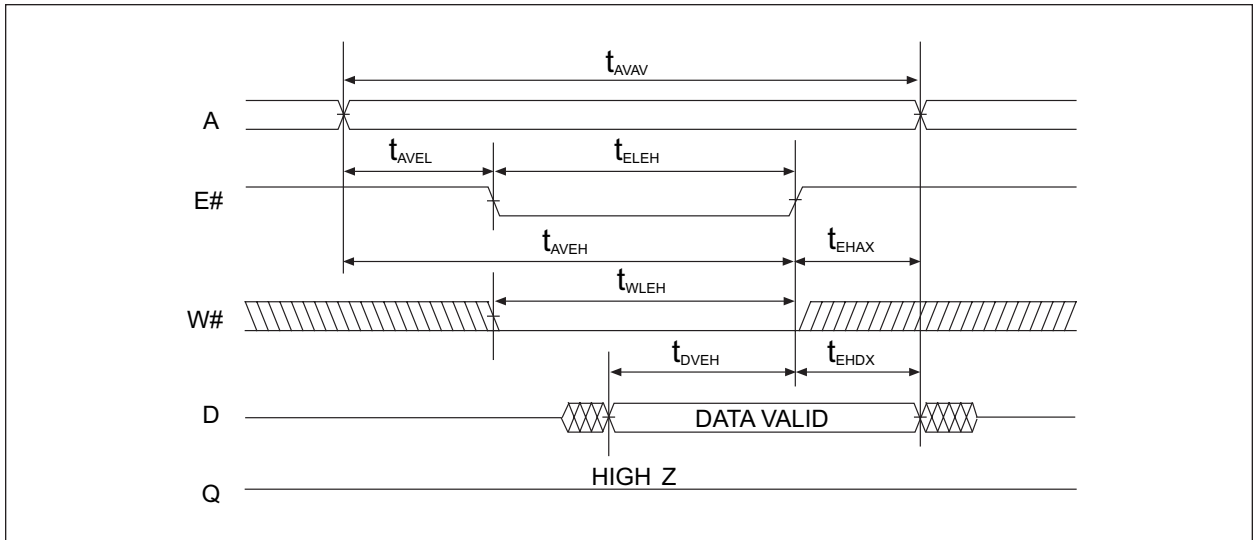 tAVAV
A
tAVEL tELEH
E#
tAVEH tEHAX
tWLEH
W#
tDVEH tEHDX
D DATA VALID
HIGH Z
Q